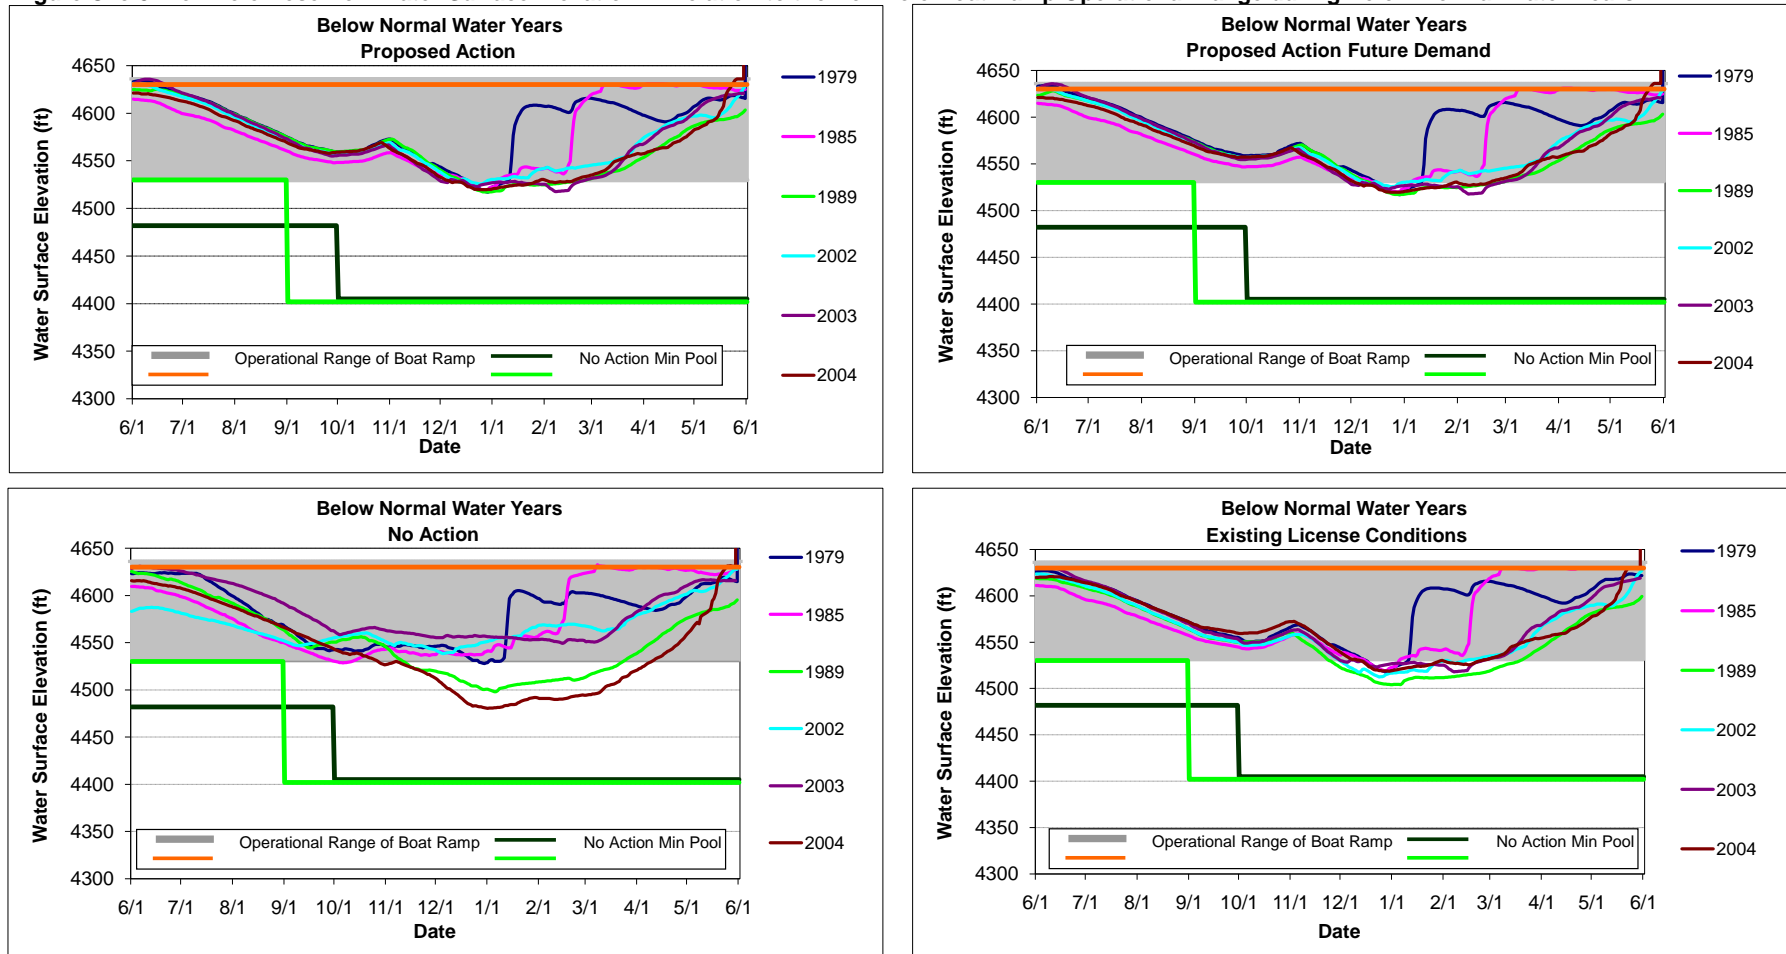 Below Normal Water Years
Proposed Action
Water Surface Elevation (ft)
4650
4600
4550
4500
4450
4400
4350
4300
6/1 7/1 8/1 9/1 10/1 11/1 12/1 1/1 2/1 3/1 4/1 5/1 6/1
Date
Operational Range of Boat Ramp No Action Min Pool
1979
1985
1989
2002
2003
2004
Below Normal Water Years
Proposed Action Future Demand
Water Surface Elevation (ft)
4650
4600
4550
4500
4450
4400
4350
4300
6/1 7/1 8/1 9/1 10/1 11/1 12/1 1/1 2/1 3/1 4/1 5/1 6/1
Date
Operational Range of Boat Ramp No Action Min Pool
1979
1985
1989
2002
2003
2004
Below Normal Water Years
No Action
Water Surface Elevation (ft)
4650
4600
4550
4500
4450
4400
4350
4300
6/1 7/1 8/1 9/1 10/1 11/1 12/1 1/1 2/1 3/1 4/1 5/1 6/1
Date
Operational Range of Boat Ramp No Action Min Pool
1979
1985
1989
2002
2003
2004
Below Normal Water Years
Existing License Conditions
Water Surface Elevation (ft)
4650
4600
4550
4500
4450
4400
4350
4300
6/1 7/1 8/1 9/1 10/1 11/1 12/1 1/1 2/1 3/1 4/1 5/1 6/1
Date
Operational Range of Boat Ramp No Action Min Pool
1979
1985
1989
2002
2003
2004